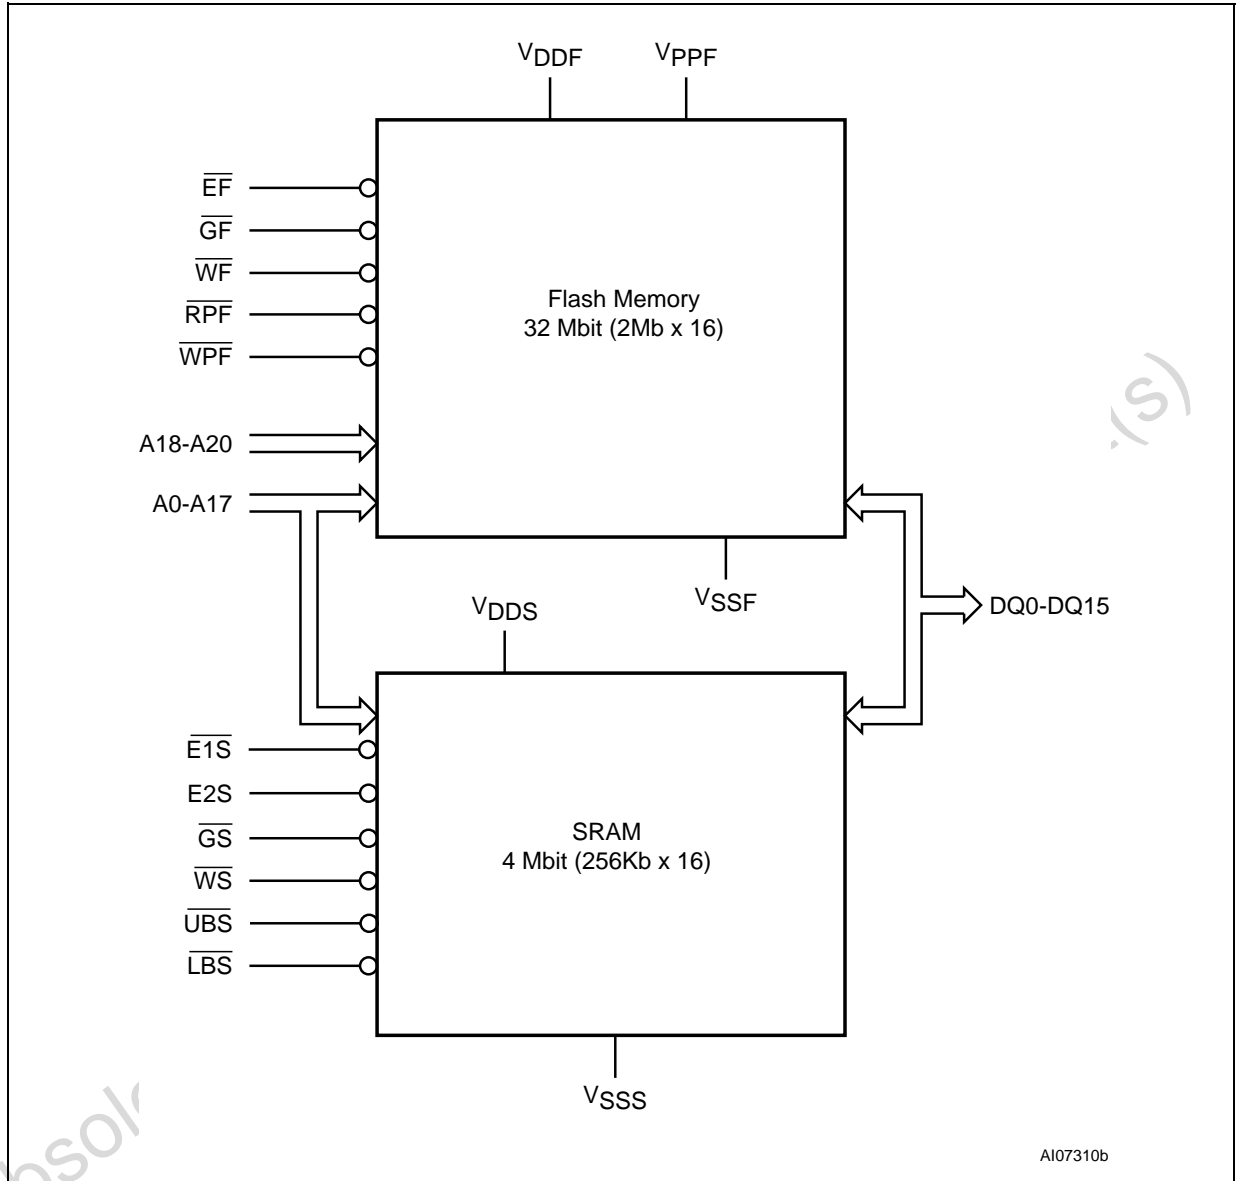 VDDF
VPPF
EF
GF
WF
RPF
WPF
Flash Memory
32 Mbit (2Mb x 16)
A18-A20
A0-A17
VSSF
DQ0-DQ15
VDDS
E1S
E2S
GS
WS
UBS
LBS
SRAM
4 Mbit (256Kb x 16)
VSSS
AI07310b